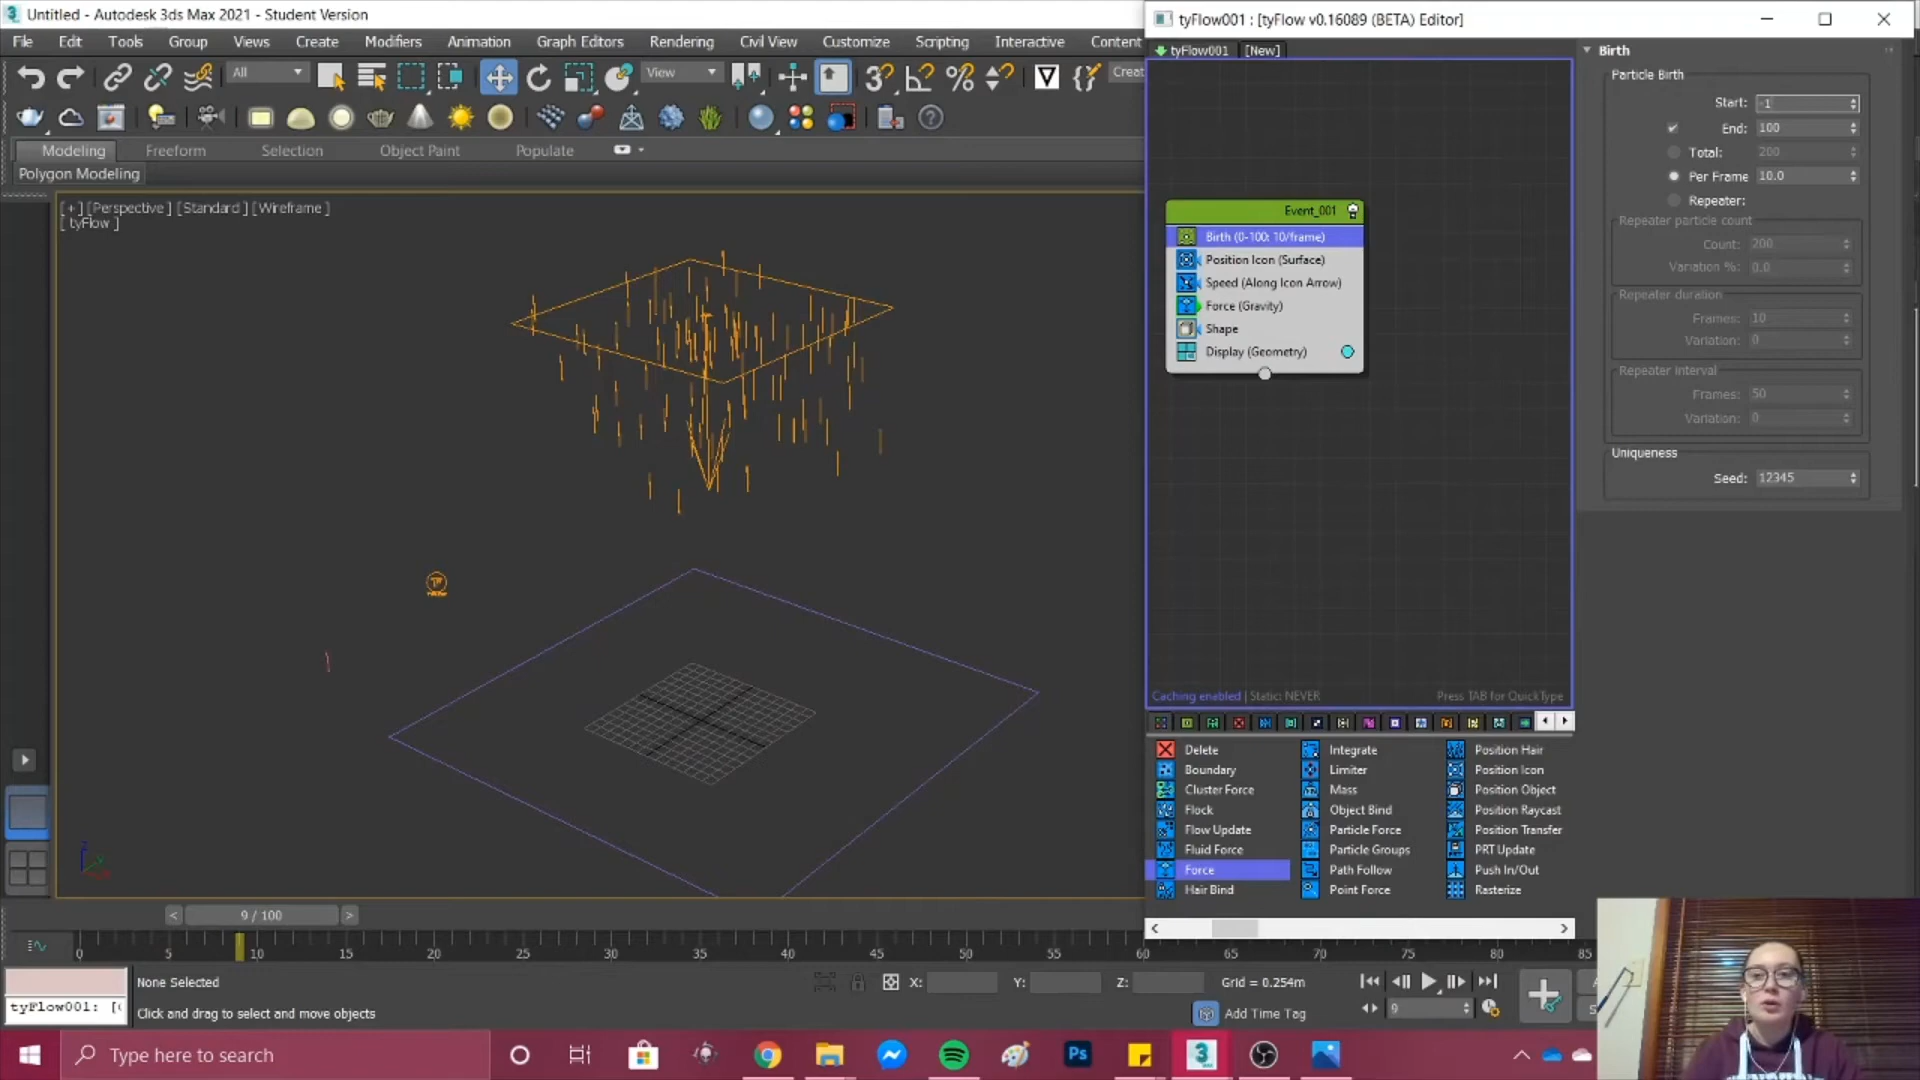 Untitled - Autodesk 3ds Max 2021 - Student Version
File Edit Tools Group Views Create Modifiers Animation Graph Editors Rendering Civil View Customize Scripting Interactive Content
All View Creat
Modeling Freeform Selection Object Paint Populate
Polygon Modeling
[ + ] [Perspective ] [Standard ] [Wireframe ]
[ tyFlow ]
tyFlow001 : [tyFlow v0.16089 (BETA) Editor]
tyFlow001 [New]
Event_001
Birth (0-100: 10/frame)
Position Icon (Surface)
Speed (Along Icon Arrow)
Force (Gravity)
Shape
Display (Geometry)
Caching enabled | Static: NEVER Press TAB for QuickType
Delete Integrate Position Hair
Boundary Limiter Position Icon
Cluster Force Mass Position Object
Flock Object Bind Position Raycast
Flow Update Particle Force Position Transfer
Fluid Force Particle Groups PRT Update
Force Path Follow Push In/Out
Hair Bind Point Force Rasterize
Birth
Particle Birth
Start: -1
End: 100
Total: 200
Per Frame 10.0
Repeater:
Repeater particle count
Count: 200
Variation %: 0.0
Repeater duration
Frames: 10
Variation: 0
Repeater interval
Frames: 50
Variation: 0
Uniqueness
Seed: 12345
< 9 / 100 >
0 5 10 15 20 25 30 35 40 45 50 55 60 65 70 75 80 85
None Selected X: Y: Z: Grid = 0.254m
tyFlow001: [
Click and drag to select and move objects
Add Time Tag
9
Type here to search
Ps
3